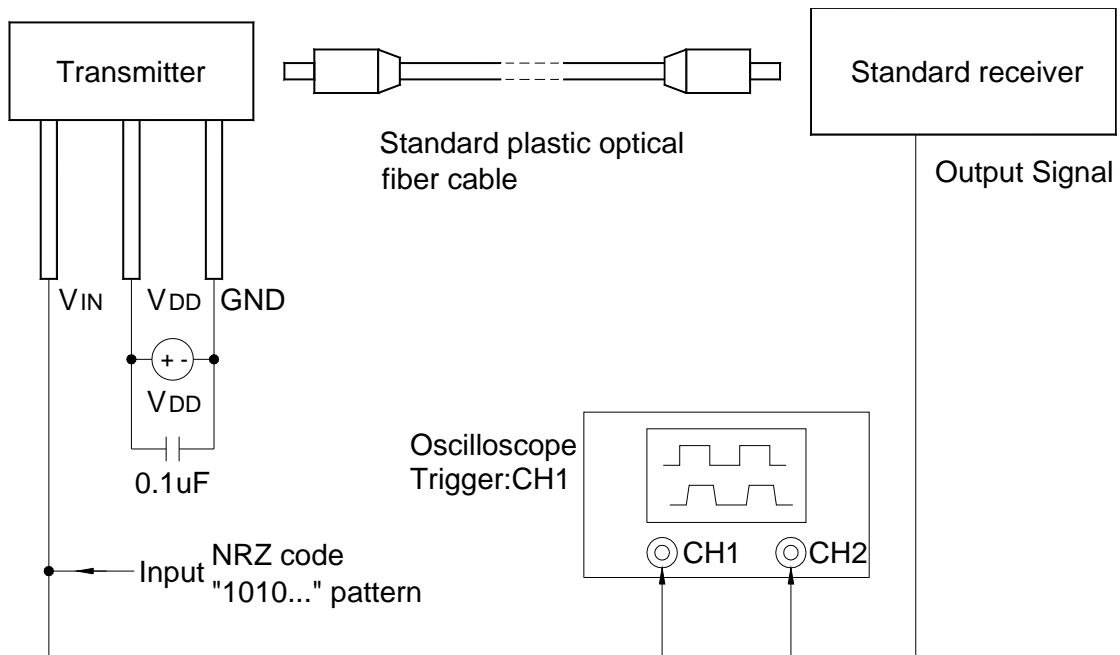 Transmitter
Standard receiver
Standard plastic optical
fiber cable
Output Signal
VIN
VDD
GND
+ -
VDD
0.1uF
Oscilloscope
Trigger:CH1
CH1
CH2
Input
NRZ code
"1010..." pattern